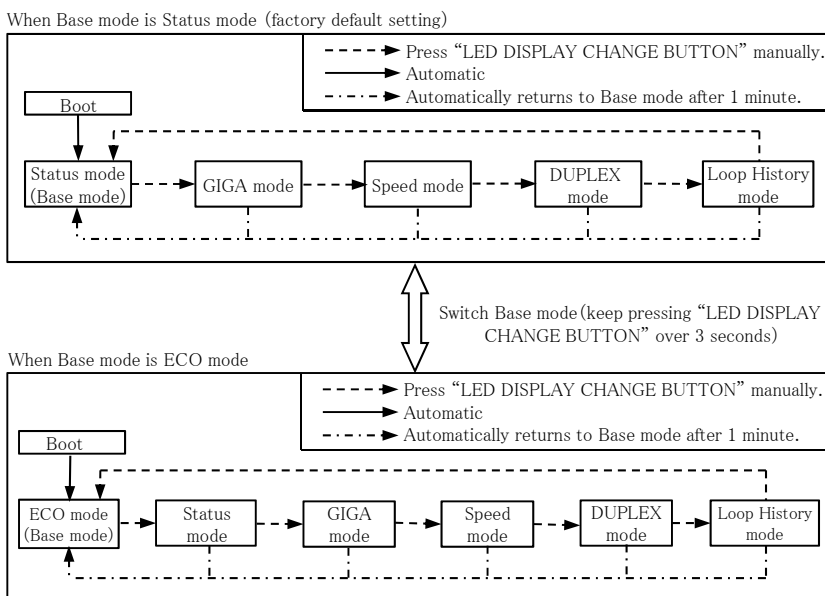 When Base mode is Status mode (factory default setting)
Press “LED DISPLAY CHANGE BUTTON” manually.
Automatic
Automatically returns to Base mode after 1 minute.
Boot
Status mode
(Base mode)
GIGA mode
Speed mode
DUPLEX
mode
Loop History
mode
Switch Base mode(keep pressing “LED DISPLAY
CHANGE BUTTON” over 3 seconds)
When Base mode is ECO mode
Press “LED DISPLAY CHANGE BUTTON” manually.
Automatic
Automatically returns to Base mode after 1 minute.
Boot
ECO mode
(Base mode)
Status
mode
GIGA
mode
Speed
mode
DUPLEX
mode
Loop History
mode